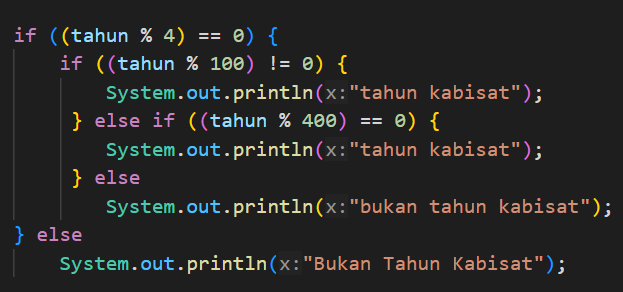 if ((tahun % 4) == 0) {
    if ((tahun % 100) != 0) {
        System.out.println(x:"tahun kabisat");
     } else if ((tahun % 400) == 0) {
        System.out.println(x:"tahun kabisat");
     } else
        System.out.println(x:"bukan tahun kabisat");
} else
    System.out.println(x:"Bukan Tahun Kabisat");